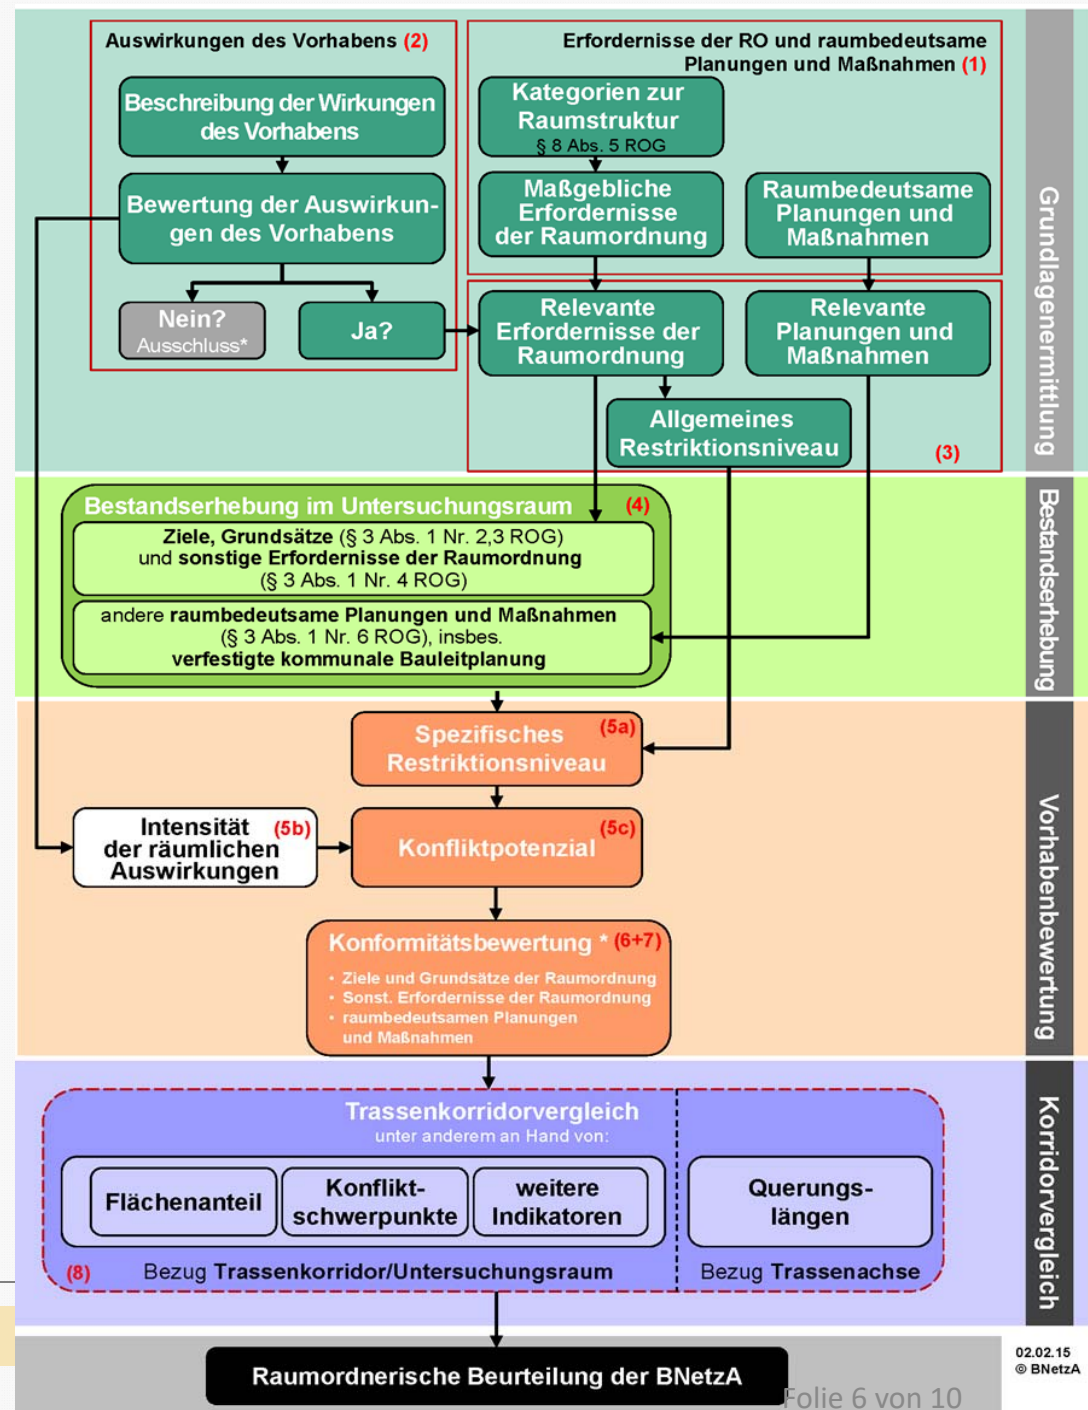 Auswirkungen des Vorhabens (2)
Beschreibung der Wirkungen
des Vorhabens
Bewertung der Auswirkun-
gen des Vorhabens
Nein?
Ausschluss*
Ja?
Erfordernisse der RO und raumbedeutsame
Planungen und Maßnahmen (1)
Kategorien zur
Raumstruktur
§ 8 Abs. 5 ROG
Maßgebliche
Erfordernisse
der Raumordnung
Raumbedeutsame
Planungen und
Maßnahmen
Relevante
Erfordernisse der
Raumordnung
Relevante
Planungen und
Maßnahmen
Allgemeines
Restriktionsniveau
(3)
Grundlagenermittlung
Bestandserhebung im Untersuchungsraum (4)
Ziele, Grundsätze (§ 3 Abs. 1 Nr. 2,3 ROG)
und sonstige Erfordernisse der Raumordnung
(§ 3 Abs. 1 Nr. 4 ROG)
andere raumbedeutsame Planungen und Maßnahmen
(§ 3 Abs. 1 Nr. 6 ROG), insbes.
verfestigte kommunale Bauleitplanung
Bestandserhebung
Spezifisches (5a)
Restriktionsniveau
Intensität (5b)
der räumlichen
Auswirkungen
(5c)
Konfliktpotenzial
Konformitätsbewertung * (6+7)
• Ziele und Grundsätze der Raumordnung
• Sonst. Erfordernisse der Raumordnung
• raumbedeutsamen Planungen
und Maßnahmen
Vorhabenbewertung
Trassenkorridorvergleich
unter anderem an Hand von:
Flächenanteil
Konflikt-
schwerpunkte
weitere
Indikatoren
Querungs-
längen
(8) Bezug Trassenkorridor/Untersuchungsraum
Bezug Trassenachse
Korridorvergleich
Raumordnerische Beurteilung der BNetzA
02.02.15
© BNetzA
Folie 6 von 10